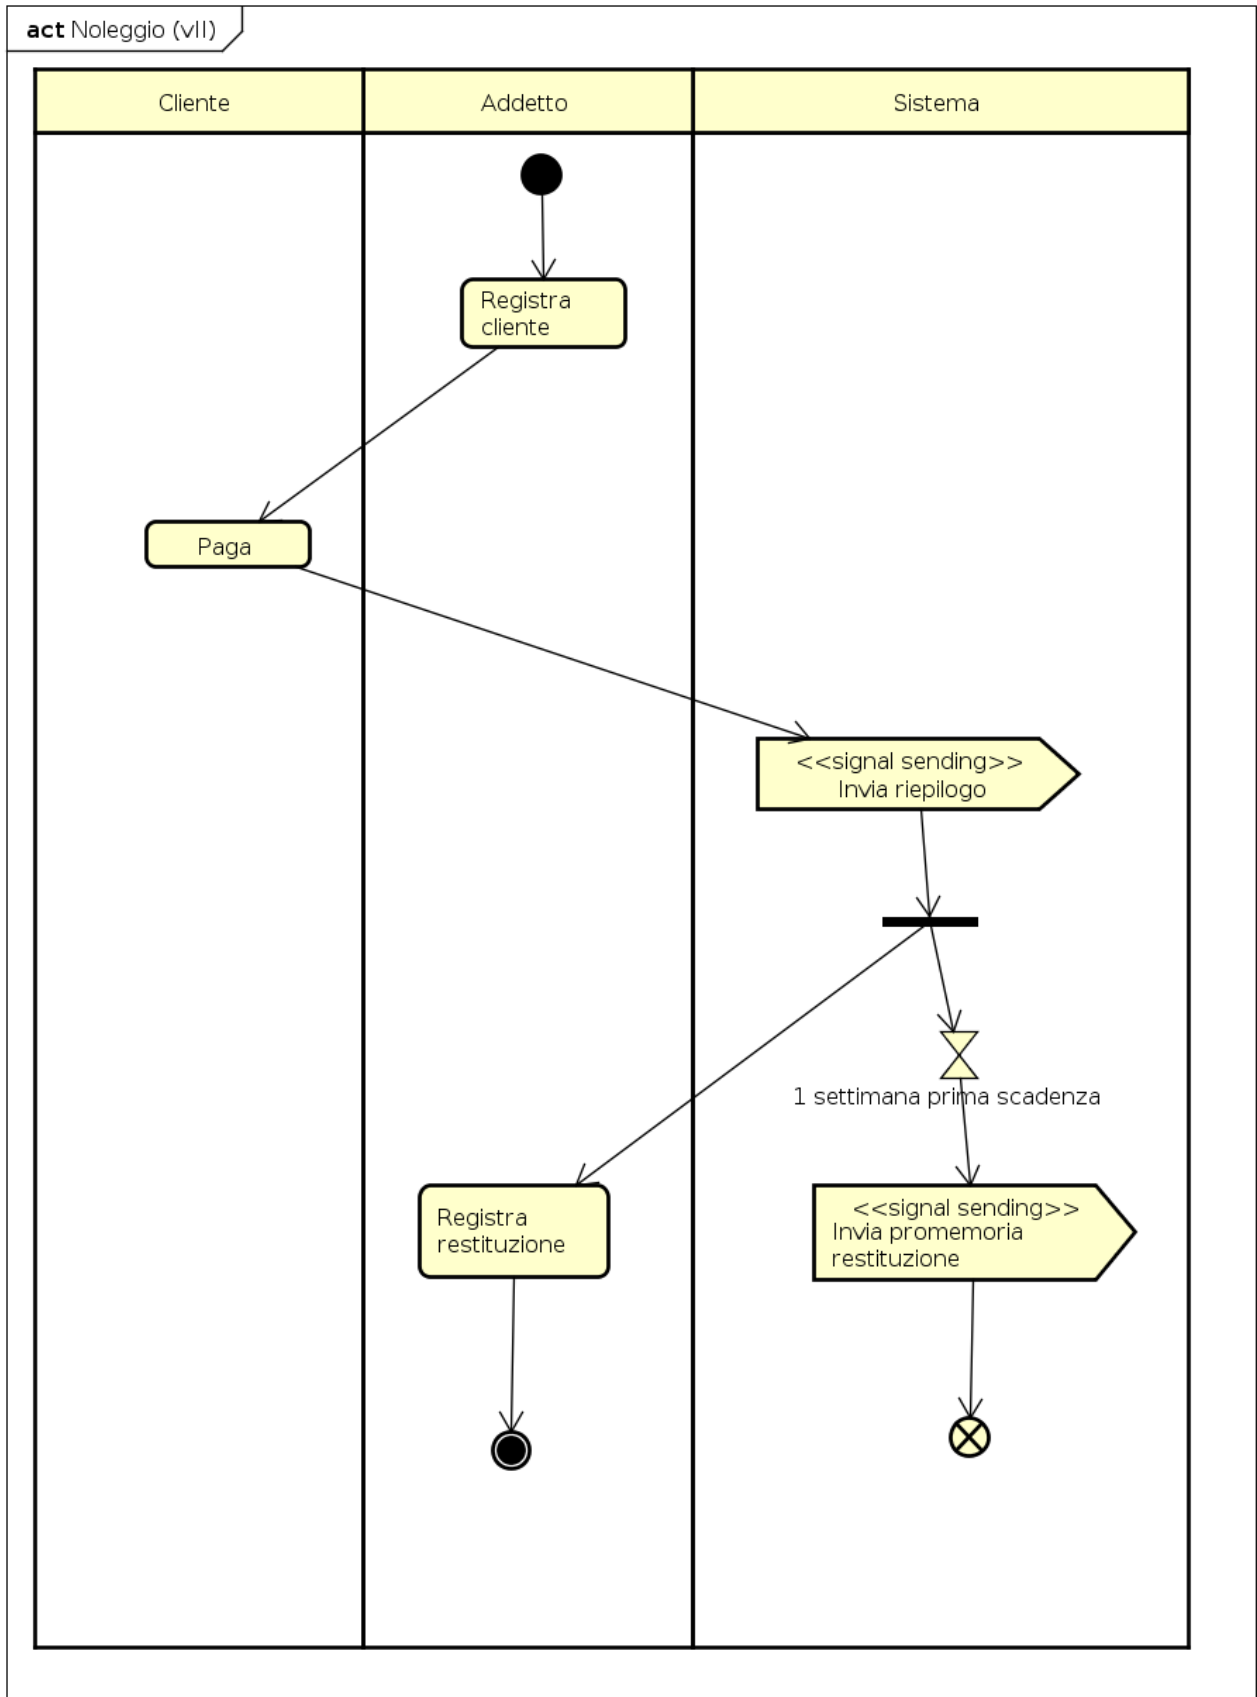 act Noleggio (vII)
Cliente
Addetto
Sistema
Registra
cliente
Paga
<<signal sending>>
Invia riepilogo
1 settimana prima scadenza
Registra
restituzione
<<signal sending>>
Invia promemoria
restituzione